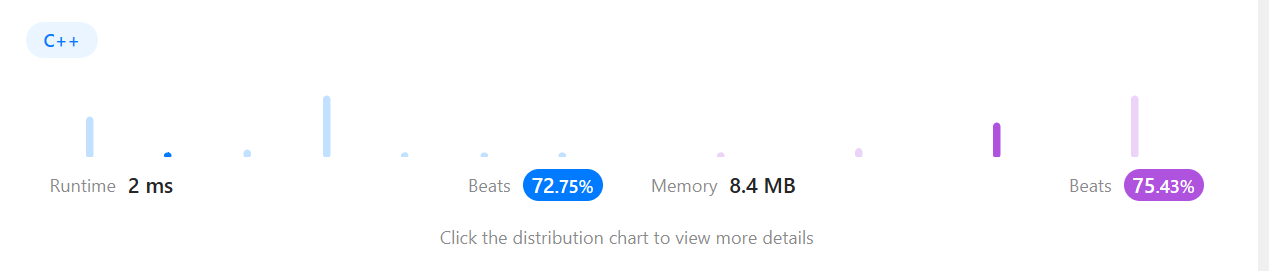 C++
Runtime 2 ms Beats 72.75% Memory 8.4 MB Beats 75.43%
Click the distribution chart to view more details